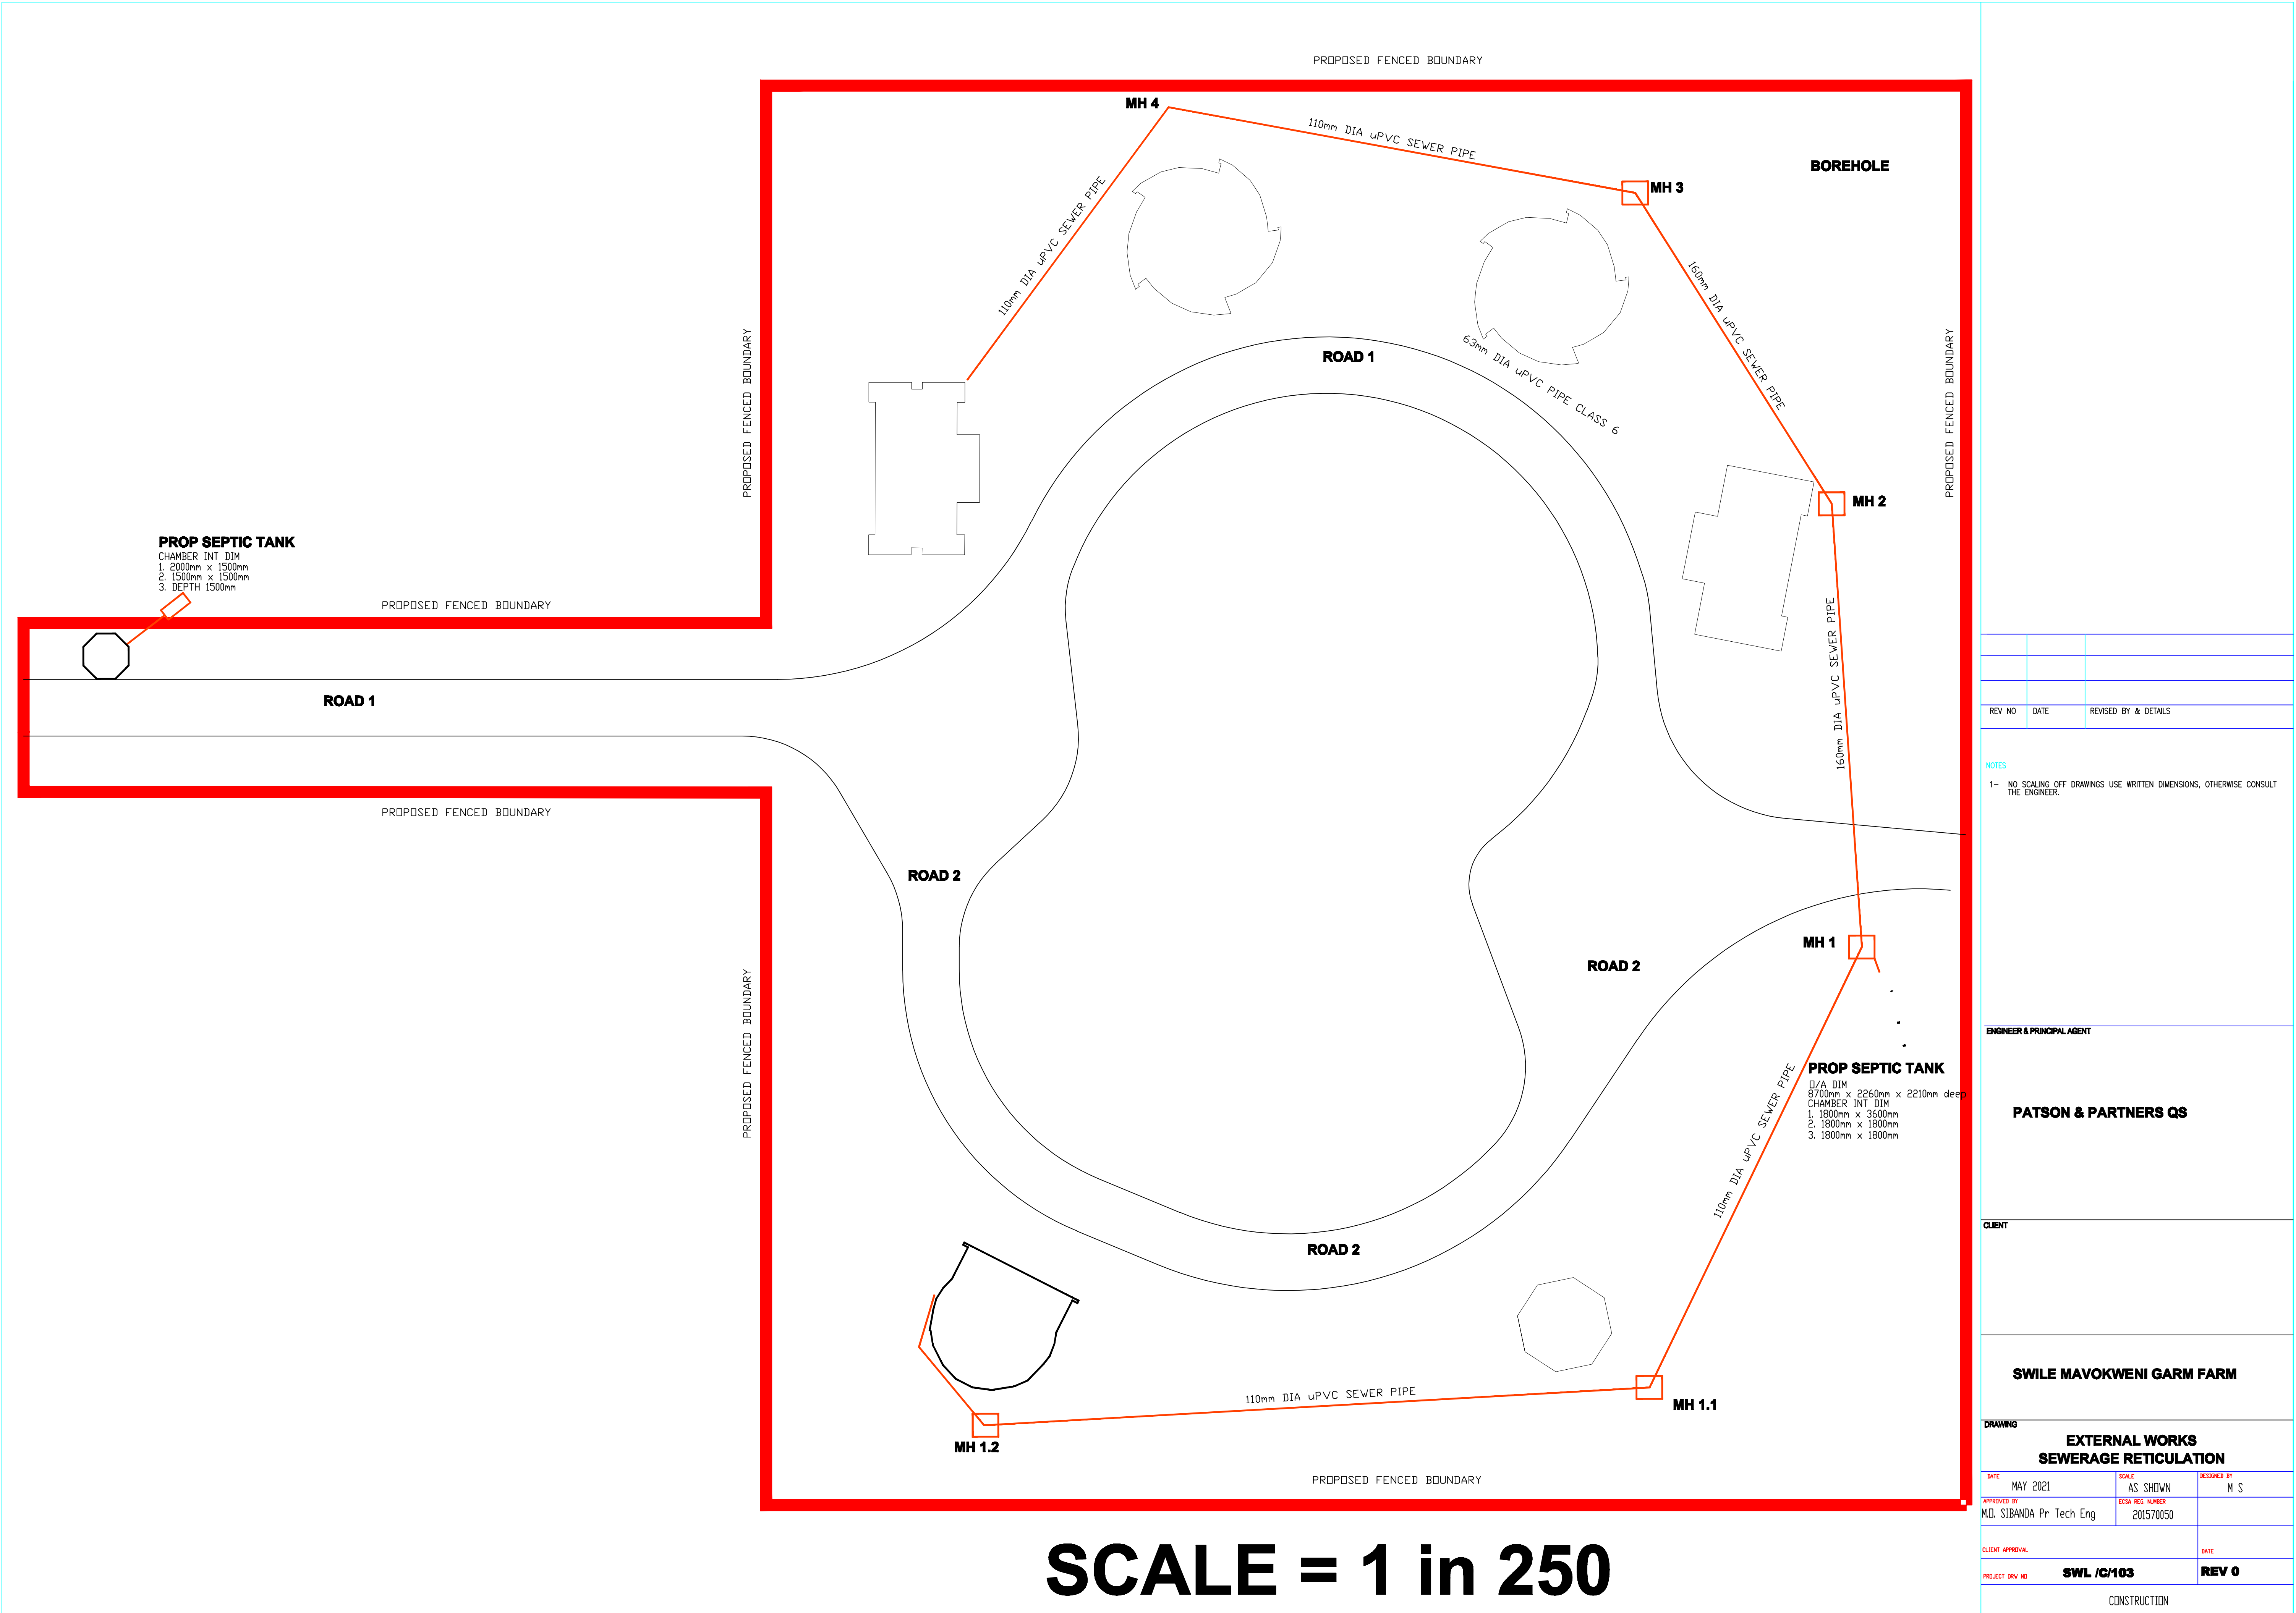 PROPOSED FENCED BOUNDARY
MH 4
110mm DIA uPVC SEWER PIPE
MH 3
BOREHOLE
110mm DIA uPVC SEWER PIPE
160mm DIA uPVC SEWER PIPE
ROAD 1
63mm DIA uPVC PIPE CLASS 6
PROPOSED FENCED BOUNDARY
PROPOSED FENCED BOUNDARY
MH 2
PROP SEPTIC TANK
CHAMBER INT DIM
1. 2000mm x 1500mm
2. 1500mm x 1500mm
3. DEPTH 1500mm
PROPOSED FENCED BOUNDARY
160mm DIA uPVC SEWER PIPE
ROAD 1
PROPOSED FENCED BOUNDARY
ROAD 2
MH 1
ROAD 2
PROPOSED FENCED BOUNDARY
PROP SEPTIC TANK
O/A DIM
8700mm x 2260mm x 2210mm deep
CHAMBER INT DIM
1. 1800mm x 3600mm
2. 1800mm x 1800mm
3. 1800mm x 1800mm
110mm DIA uPVC SEWER PIPE
ROAD 2
110mm DIA uPVC SEWER PIPE
MH 1.1
MH 1.2
PROPOSED FENCED BOUNDARY
SCALE = 1 in 250
REV NO DATE REVISED BY & DETAILS
NOTES
1- NO SCALING OFF DRAWINGS USE WRITTEN DIMENSIONS, OTHERWISE CONSULT
THE ENGINEER.
ENGINEER & PRINCIPAL AGENT
PATSON & PARTNERS QS
CLIENT
SWILE MAVOKWENI GARM FARM
DRAWING
EXTERNAL WORKS
SEWERAGE RETICULATION
DATE SCALE DESIGNED BY
MAY 2021 AS SHOWN M S
APPROVED BY ECSA REG. NUMBER
M.O. SIBANDA Pr Tech Eng 201570050
CLIENT APPROVAL DATE
PROJECT DRW NO SWL /C/103 REV 0
CONSTRUCTION